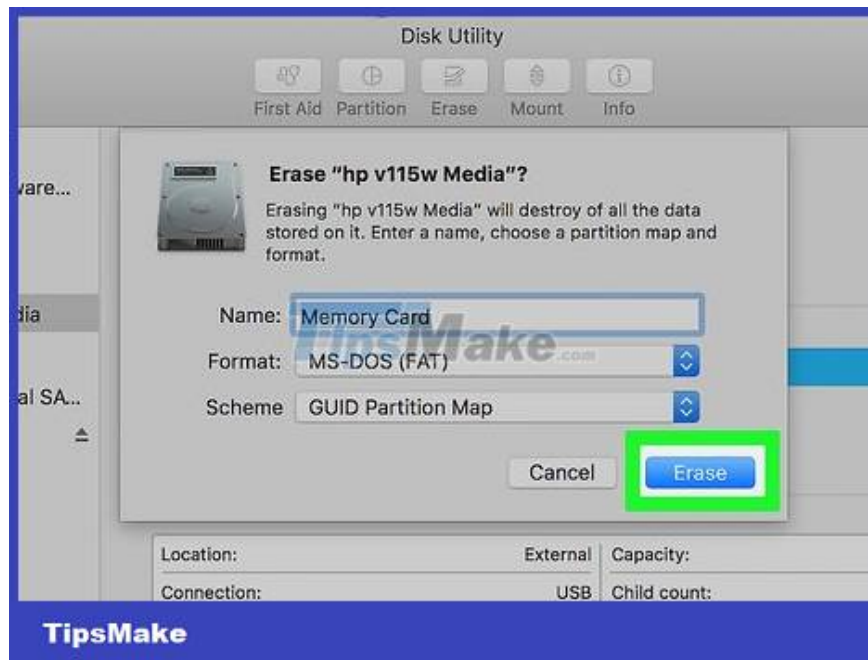 Disk Utility
First Aid Partition Erase Mount Info
ware...
Erase "hp v115w Media"?
Erasing "hp v115w Media" will destroy of all the data
stored on it. Enter a name, choose a partition map and
format.
dia
Name: Memory Card
TipsMake.com
Format: MS-DOS (FAT)
al SA...
Scheme GUID Partition Map
Cancel Erase
Location: External Capacity:
Connection: USB Child count:
TipsMake